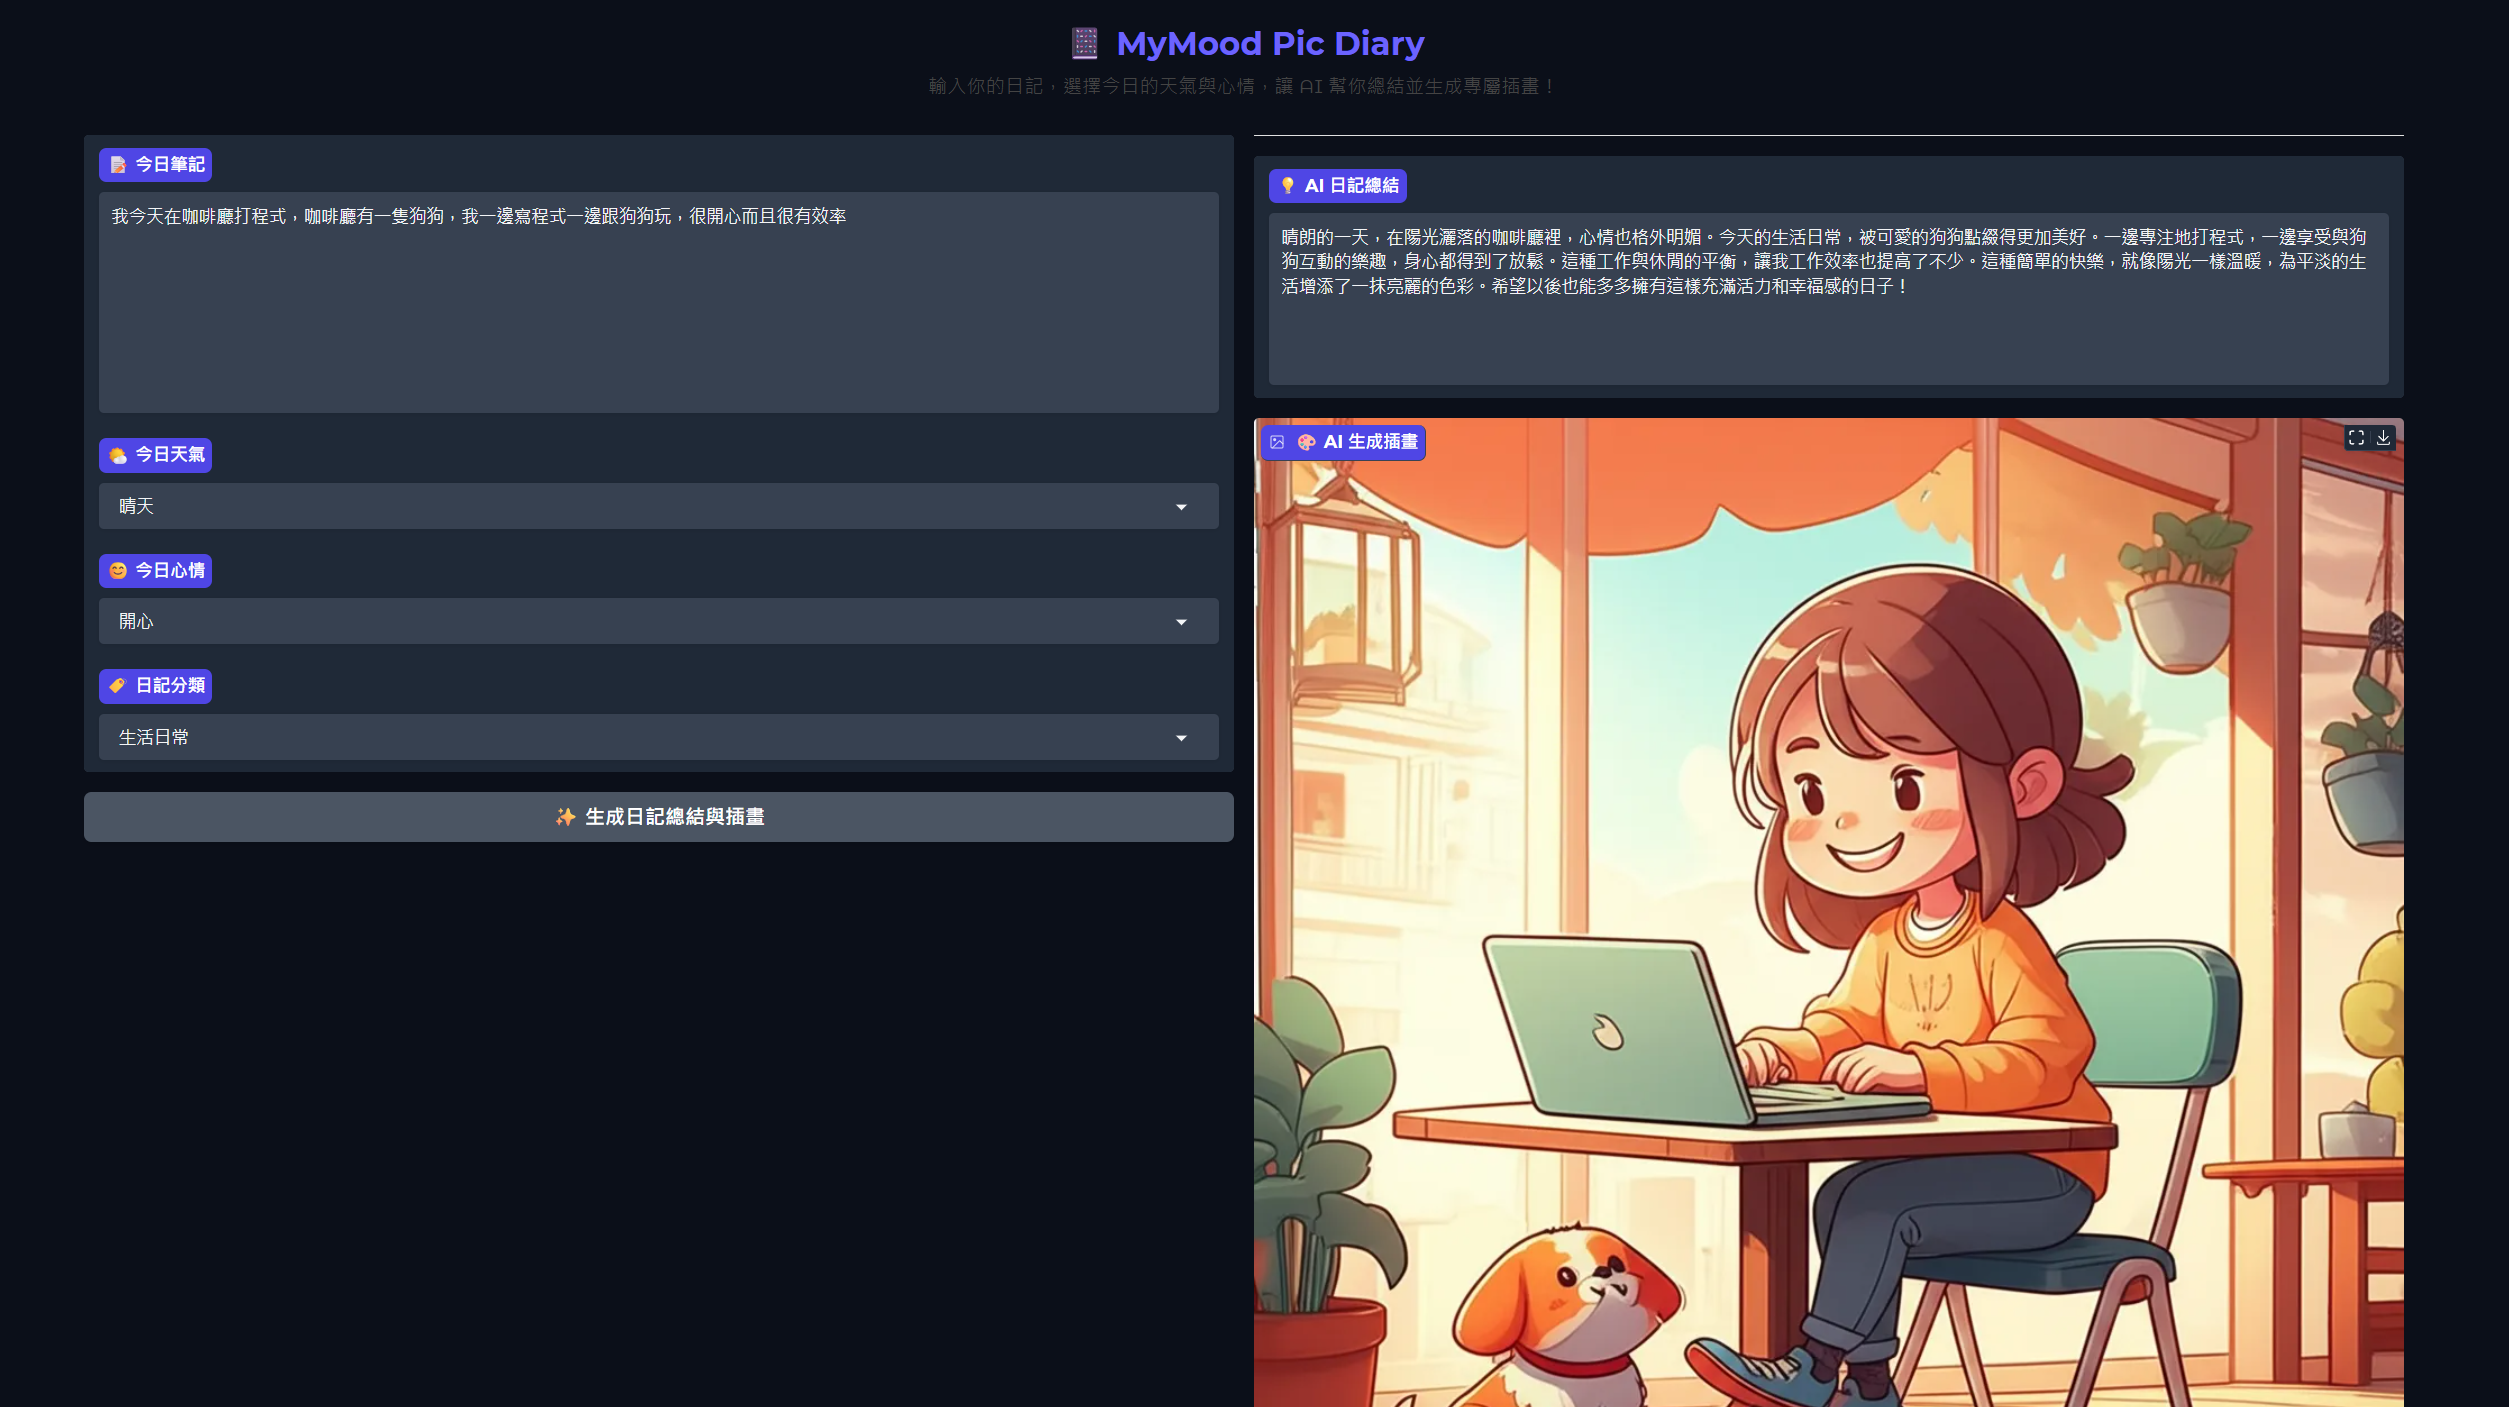 MyMood Pic Diary
輸入你的日記，選擇今日的天氣與心情，讓 AI 幫你總結並生成專屬插畫！
今日筆記
我今天在咖啡廳打程式，咖啡廳有一隻狗狗，我一邊寫程式一邊跟狗狗玩，很開心而且很有效率
今日天氣
晴天
今日心情
開心
日記分類
生活日常
生成日記總結與插畫
AI 日記總結
晴朗的一天，在陽光灑落的咖啡廳裡，心情也格外明媚。今天的生活日常，被可愛的狗狗點綴得更加美好。一邊專注地打程式，一邊享受與狗
狗互動的樂趣，身心都得到了放鬆。這種工作與休閒的平衡，讓我工作效率也提高了不少。這種簡單的快樂，就像陽光一樣溫暖，為平淡的生
活增添了一抹亮麗的色彩。希望以後也能多多擁有這樣充滿活力和幸福感的日子！
AI 生成插畫